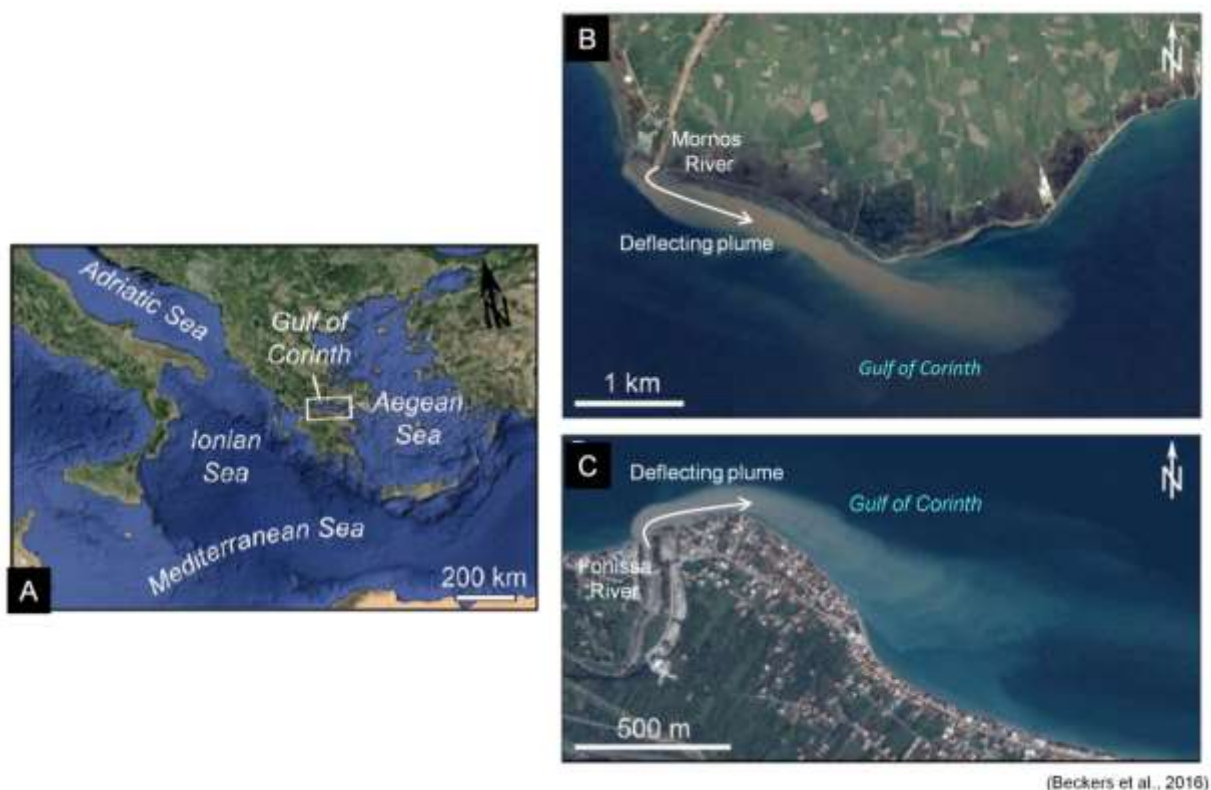 A
Adriatic Sea
Gulf of
Corinth
Aegean
Sea
Ionian
Sea
Mediterranean Sea
200 km
N
B
Mornos
River
Deflecting plume
Gulf of Corinth
1 km
N
C
Deflecting plume
Gulf of Corinth
Fonissa
River
500 m
N
(Beckers et al., 2016)